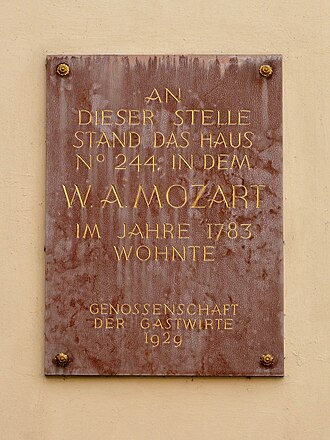 AN
DIESER STELLE
STAND DAS HAUS
Nº 244, IN DEM
W. A. MOZART
IM JAHRE 1783
WOHNTE
GENOSSENSCHAFT
DER GASTWIRTE
1929